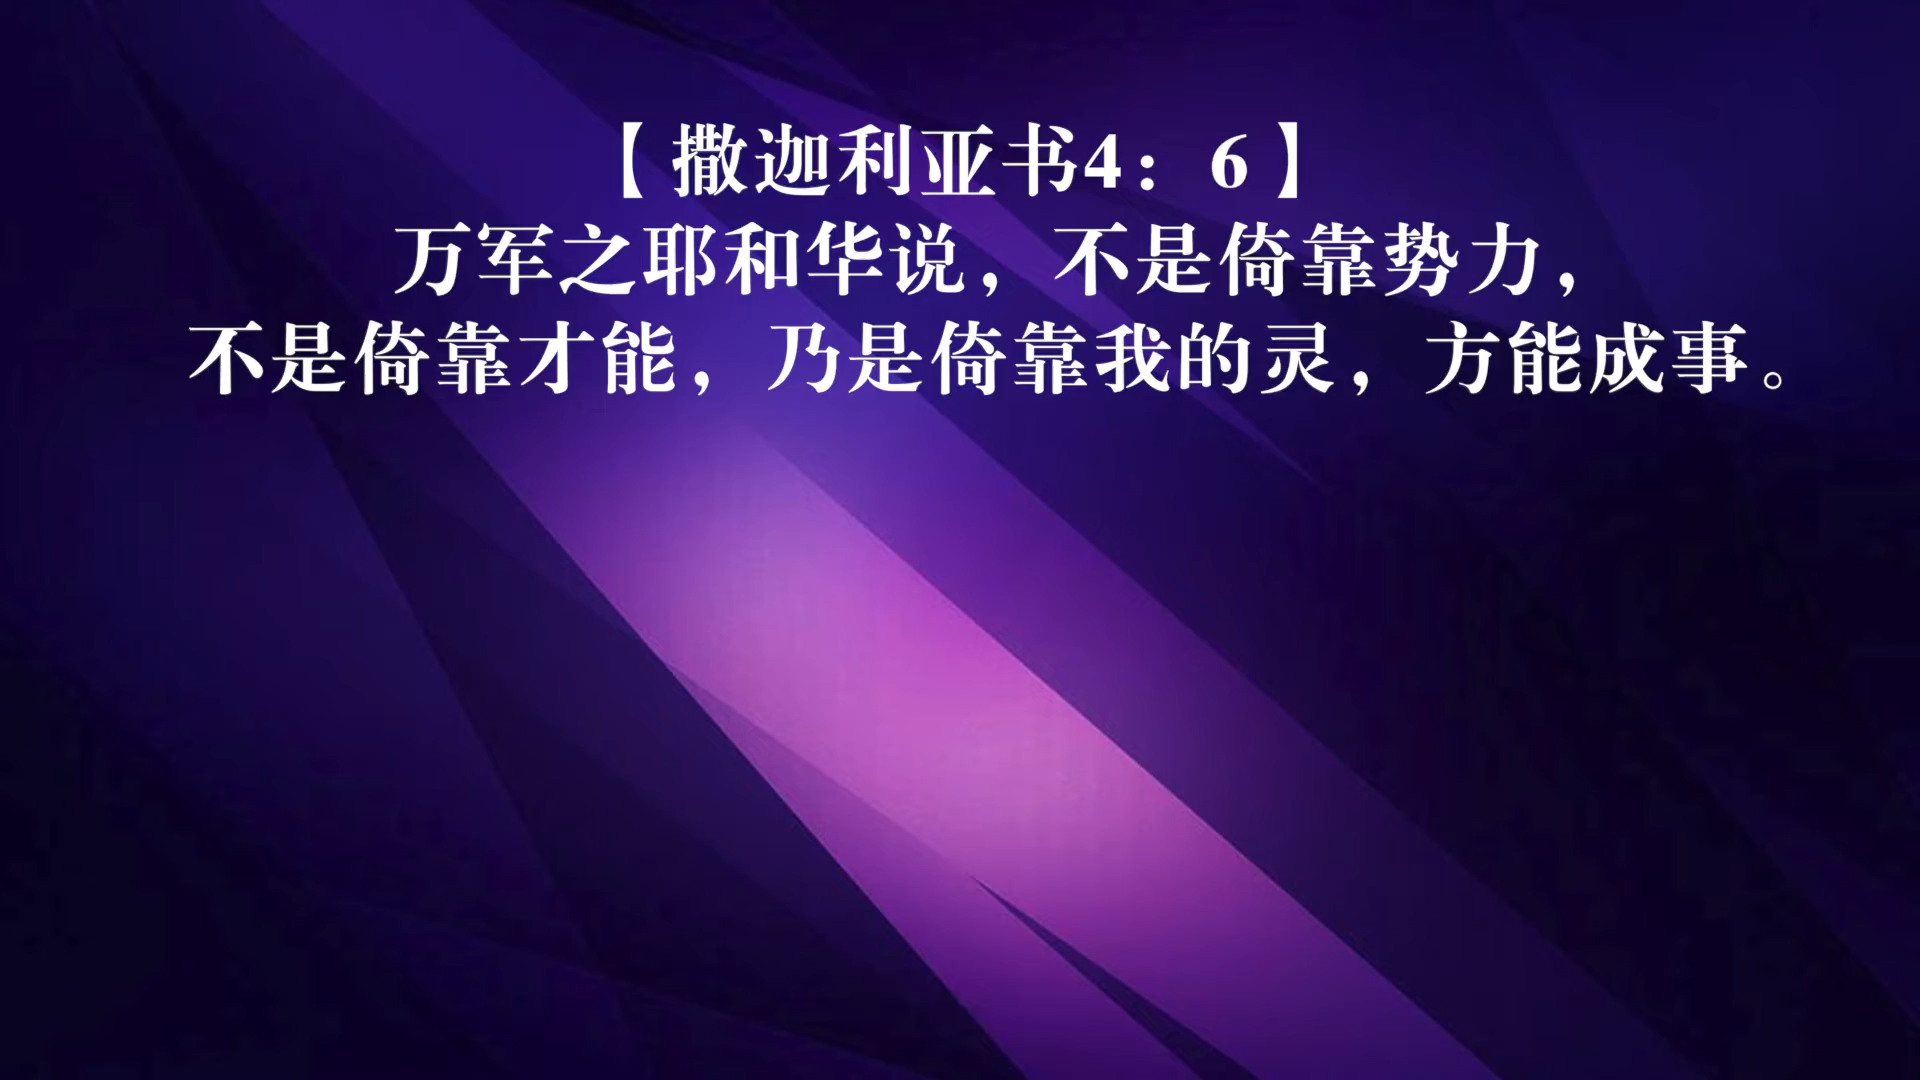 【撒迦利亚书4：6】
万军之耶和华说，不是倚靠势力，
不是倚靠才能，乃是倚靠我的灵，方能成事。